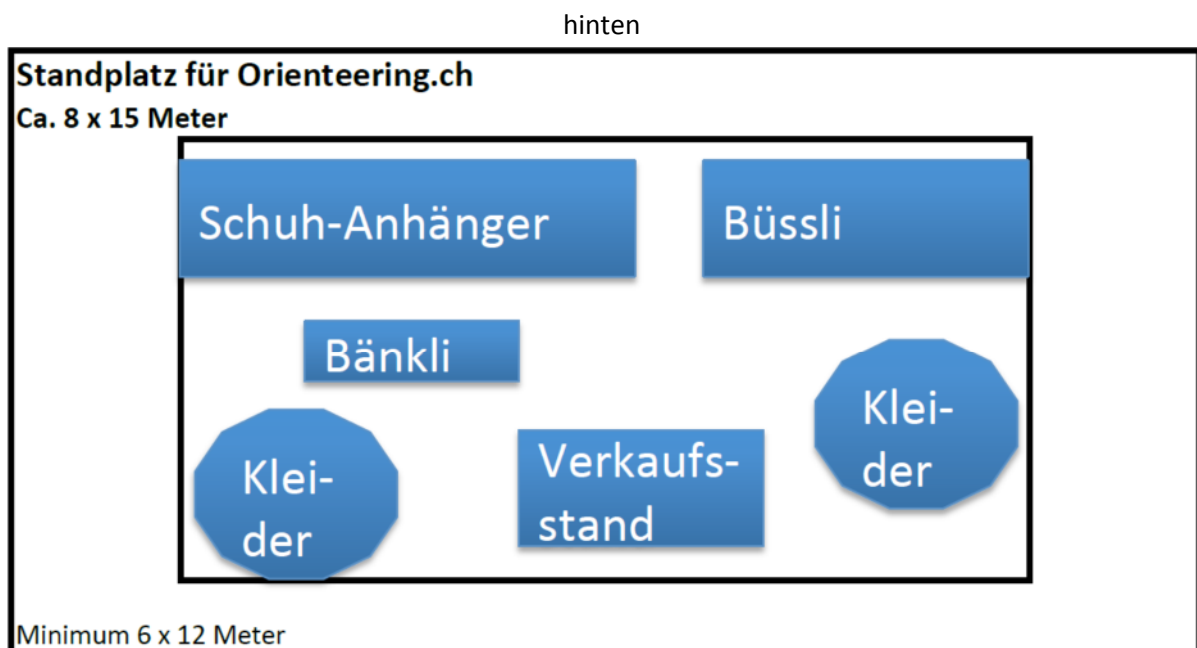 hinten
Standplatz für Orienteering.ch
Ca. 8 x 15 Meter
Schuh-Anhänger
Büssli
Bänkli
Klei-
der
Verkaufs-
stand
Klei-
der
Minimum 6 x 12 Meter